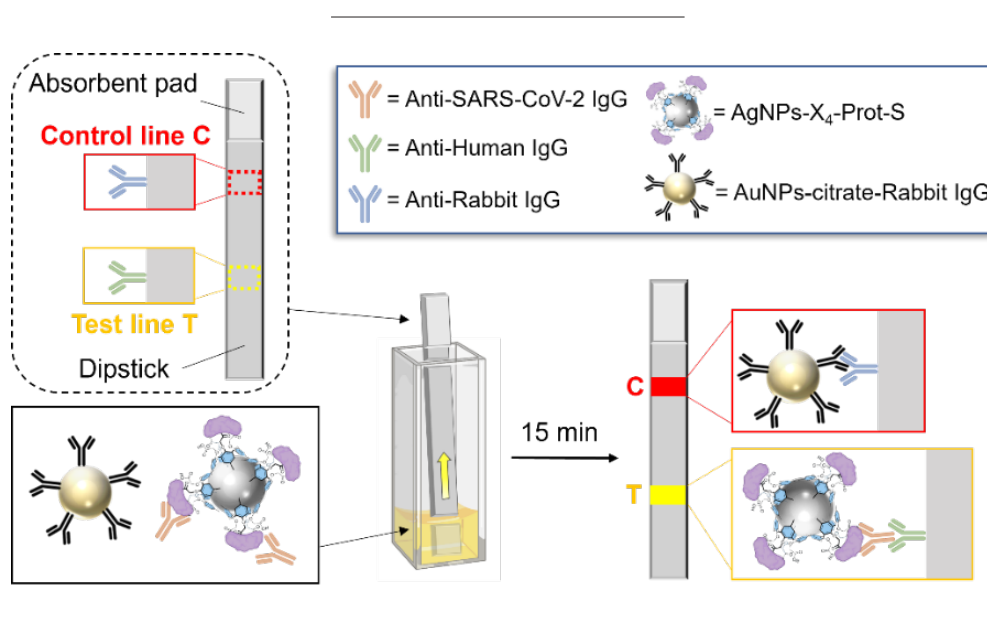 Absorbent pad
Control line C
Test line T
Dipstick
= Anti-SARS-CoV-2 IgG
= Anti-Human IgG
= Anti-Rabbit IgG
= AgNPs-X₄-Prot-S
= AuNPs-citrate-Rabbit IgG
15 min
C
T